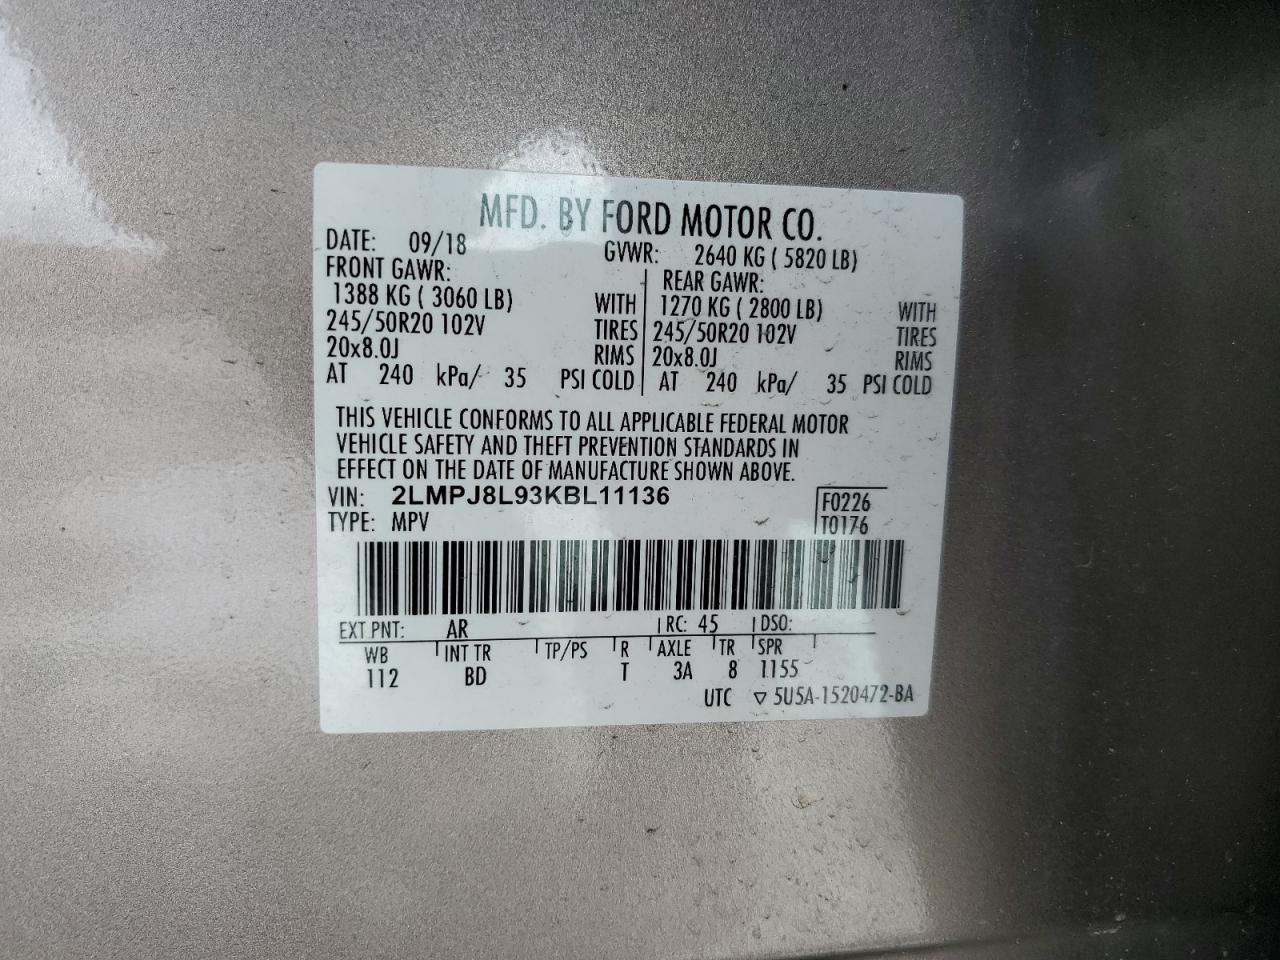 MFD. BY FORD MOTOR CO.
DATE: 09/18 GVWR: 2640 KG ( 5820 LB)
FRONT GAWR: REAR GAWR:
1388 KG ( 3060 LB) WITH 1270 KG ( 2800 LB) WITH
245/50R20 102V TIRES 245/50R20 102V TIRES
20x8.0J RIMS 20x8.0J RIMS
AT 240 kPa/ 35 PSI COLD AT 240 kPa/ 35 PSI COLD
THIS VEHICLE CONFORMS TO ALL APPLICABLE FEDERAL MOTOR
VEHICLE SAFETY AND THEFT PREVENTION STANDARDS IN
EFFECT ON THE DATE OF MANUFACTURE SHOWN ABOVE.
VIN: 2LMPJ8L93KBL11136 F0226
TYPE: MPV T0176
EXT PNT: AR RC: 45 DSO:
WB INT TR TP/PS R AXLE TR SPR
112 BD T 3A 8 1155
UTC ▽ 5U5A-1520472-BA